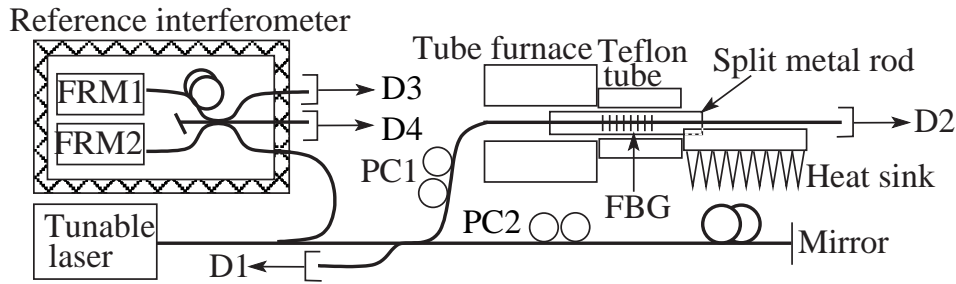 Reference interferometer
FRM1
FRM2
D3
D4
Tube furnace
Teflon
tube
Split metal rod
D2
PC1
FBG
Heat sink
PC2
Tunable
laser
D1
Mirror